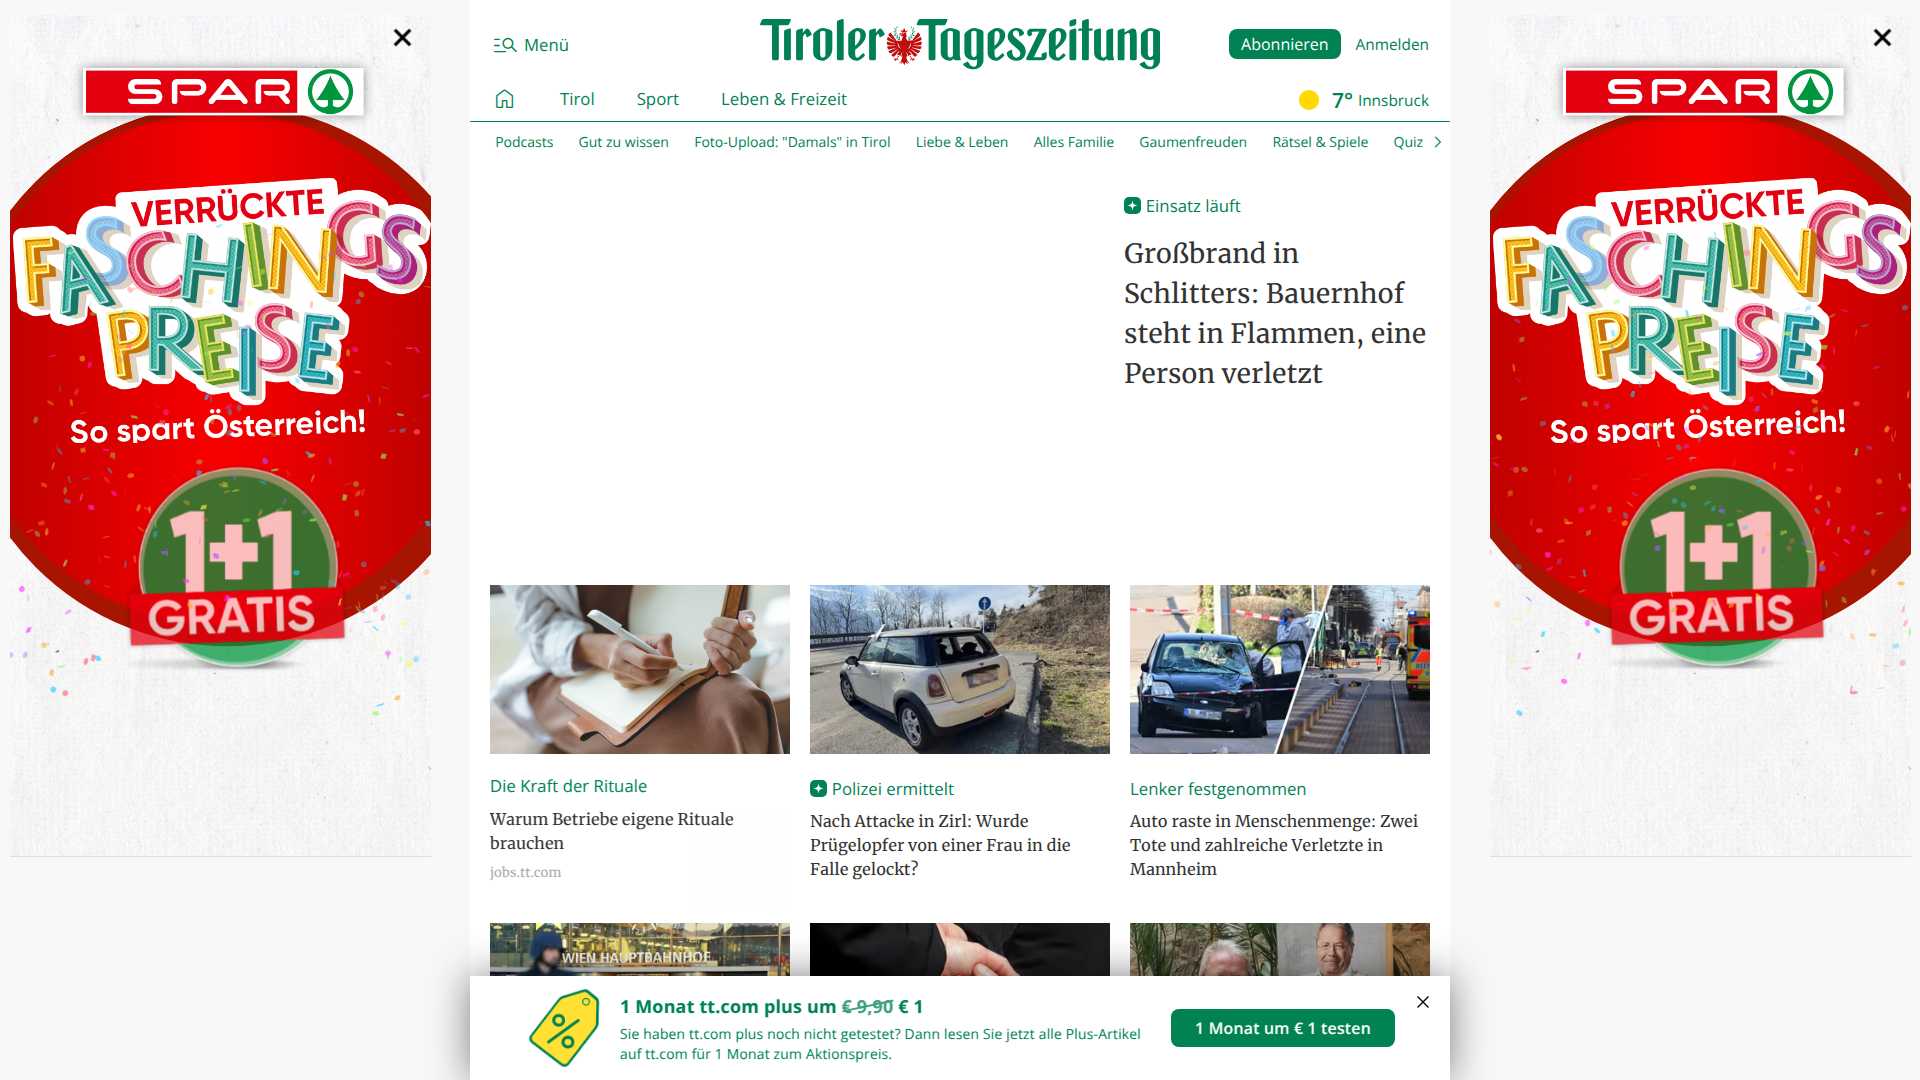 SPAR
VERRÜCKTE
FASCHINGS
PREISE
So spart Österreich!
1+1
GRATIS
Menü
Tiroler Tageszeitung
Abonnieren
Anmelden
Tirol
Sport
Leben & Freizeit
7° Innsbruck
Podcasts
Gut zu wissen
Foto-Upload: "Damals" in Tirol
Liebe & Leben
Alles Familie
Gaumenfreuden
Rätsel & Spiele
Quiz
Einsatz läuft
Großbrand in
Schlitters: Bauernhof
steht in Flammen, eine
Person verletzt
Die Kraft der Rituale
Warum Betriebe eigene Rituale
brauchen
jobs.tt.com
Polizei ermittelt
Nach Attacke in Zirl: Wurde
Prügelopfer von einer Frau in die
Falle gelockt?
Lenker festgenommen
Auto raste in Menschenmenge: Zwei
Tote und zahlreiche Verletzte in
Mannheim
WIEN HAUPTBAHNHOF
1 Monat tt.com plus um € 9,90 € 1
Sie haben tt.com plus noch nicht getestet? Dann lesen Sie jetzt alle Plus-Artikel
auf tt.com für 1 Monat zum Aktionspreis.
1 Monat um € 1 testen
SPAR
VERRÜCKTE
FASCHINGS
PREISE
So spart Österreich!
1+1
GRATIS